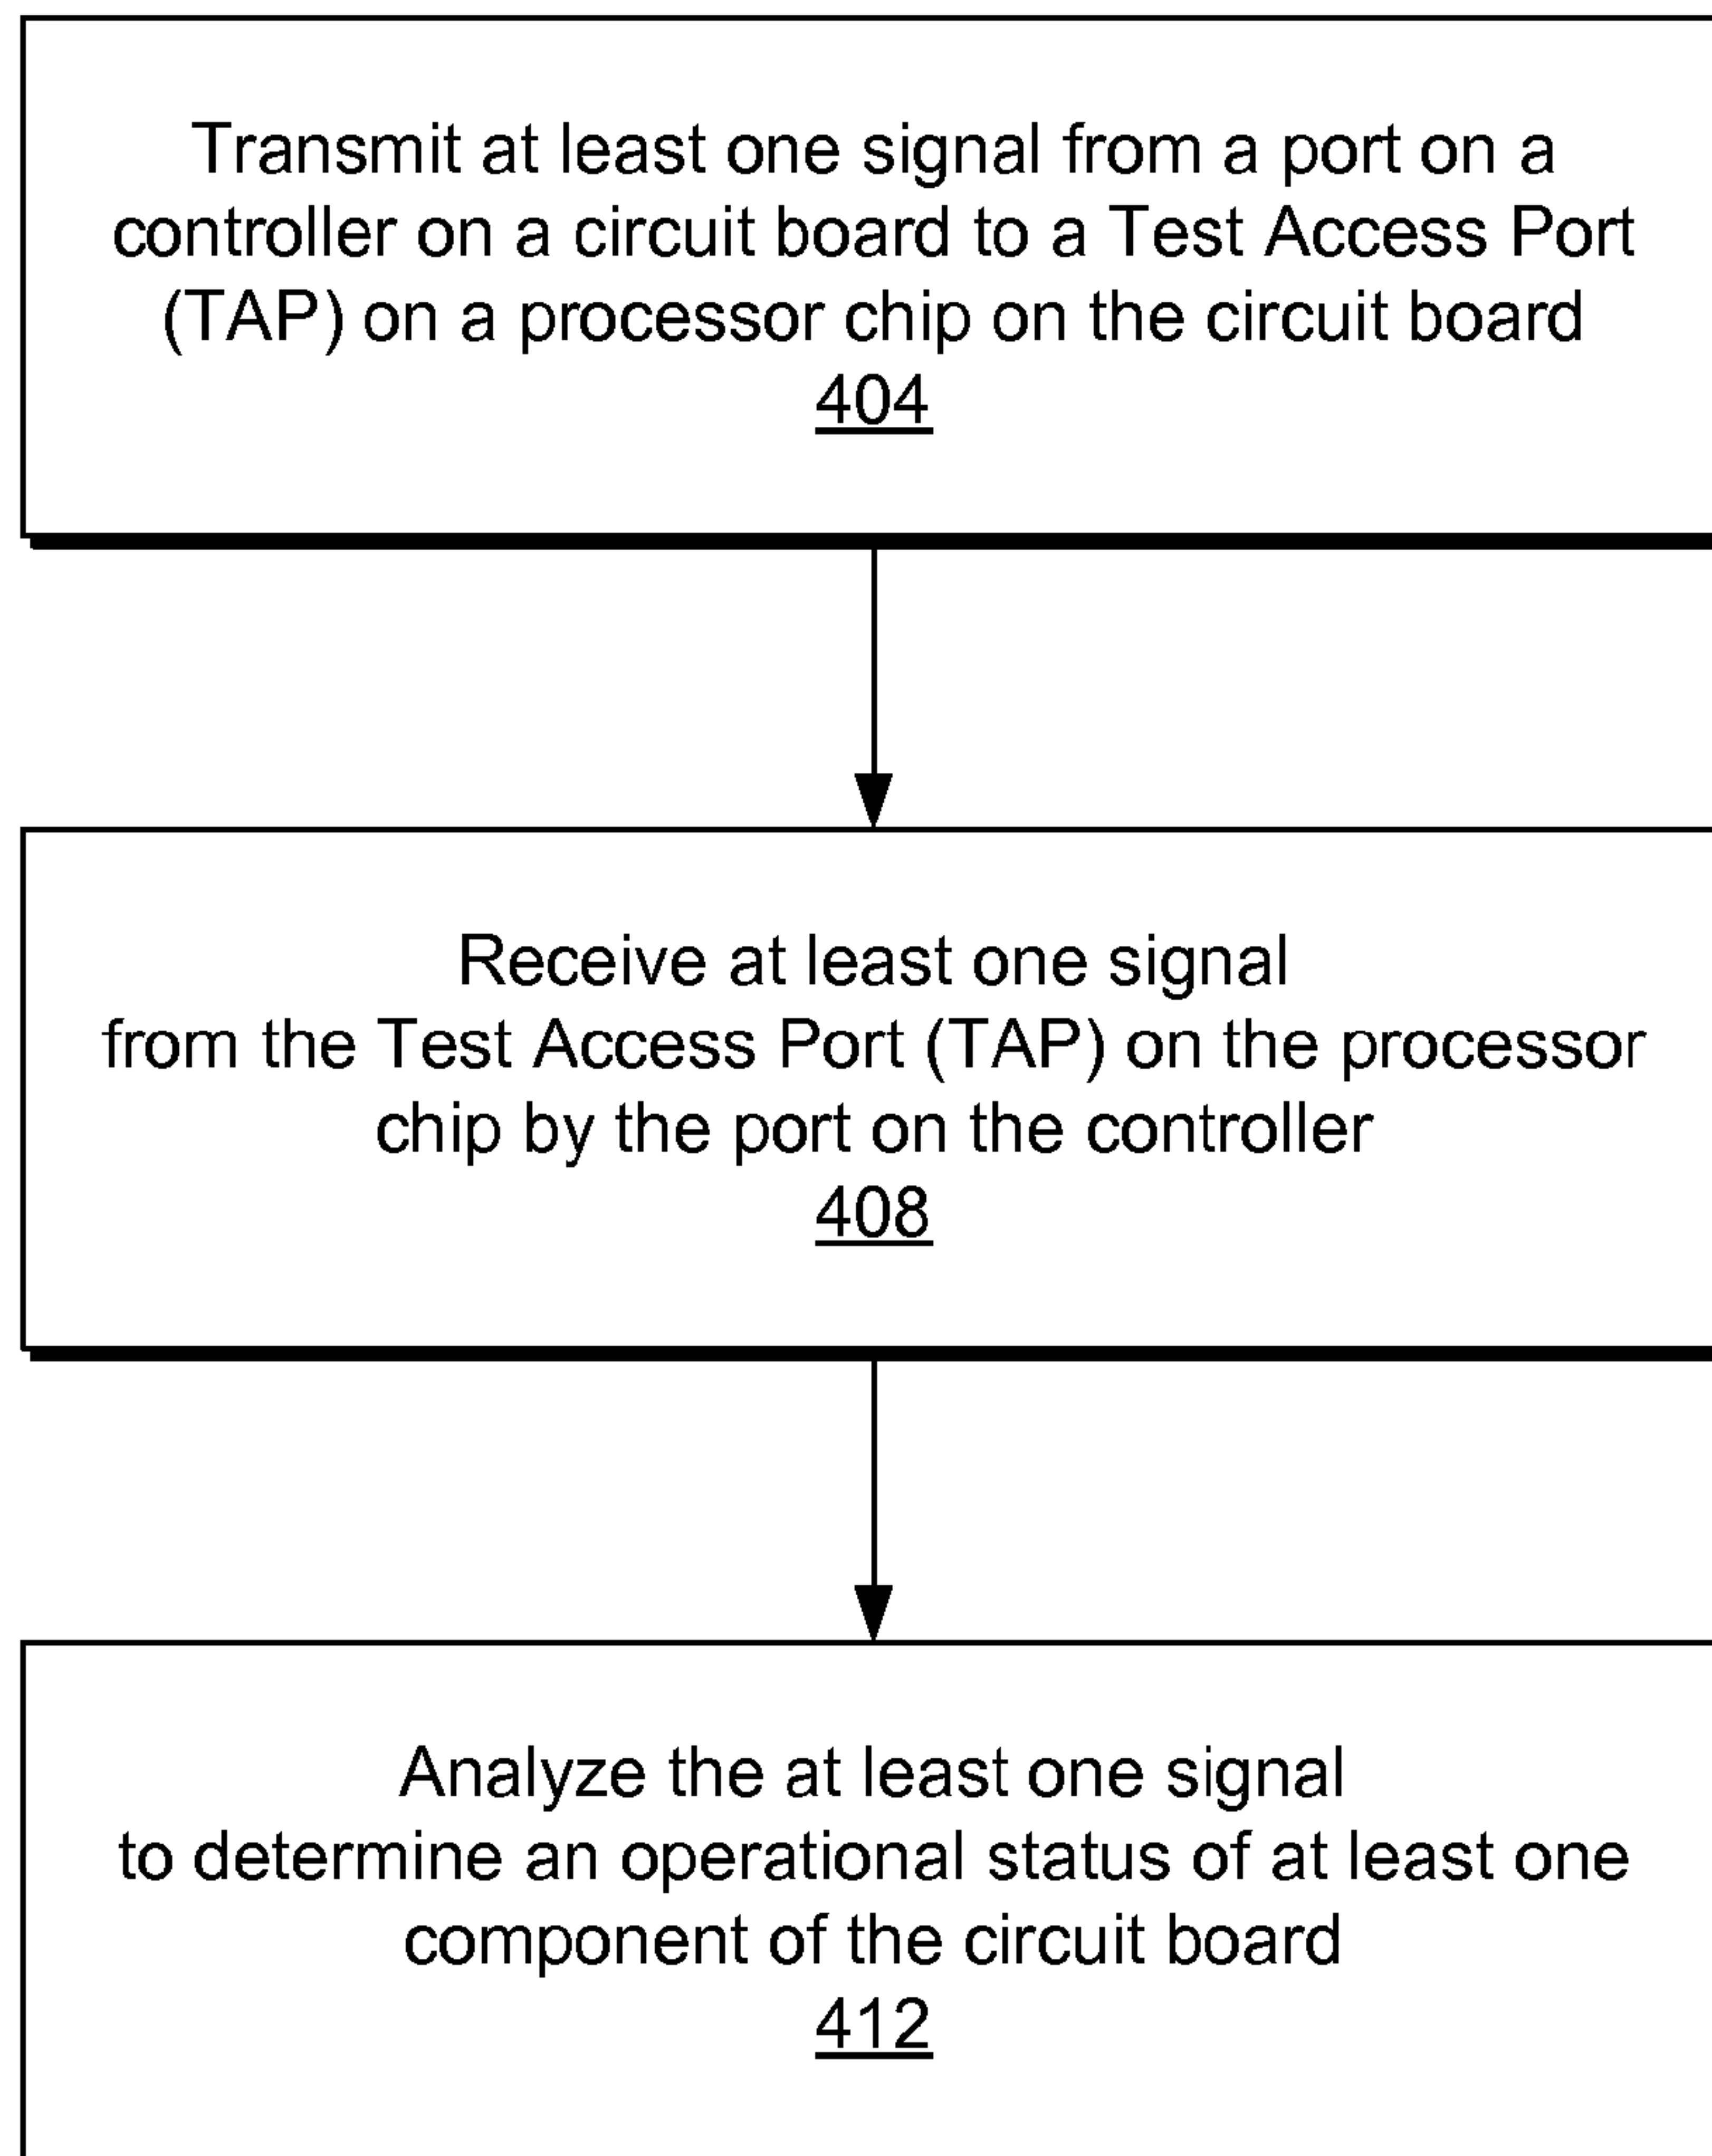 Transmit at least one signal from a port on a
controller on a circuit board to a Test Access Port
(TAP) on a processor chip on the circuit board
404
Receive at least one signal
from the Test Access Port (TAP) on the processor
chip by the port on the controller
408
Analyze the at least one signal
to determine an operational status of at least one
component of the circuit board
412